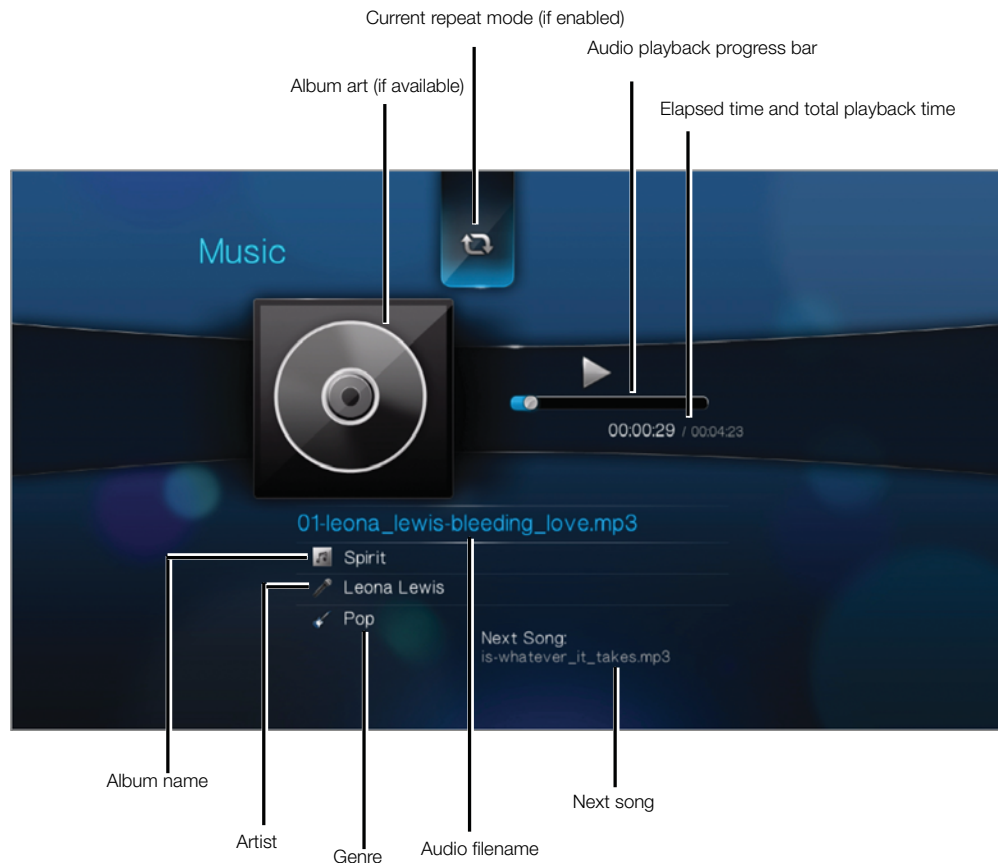 Current repeat mode (if enabled)
Audio playback progress bar
Album art (if available)
Elapsed time and total playback time
Music
00:00:29 / 00:04:23
01-leona_lewis-bleeding_love.mp3
Spirit
Leona Lewis
Pop
Next Song:
is-whatever_it_takes.mp3
Album name
Next song
Artist
Audio filename
Genre